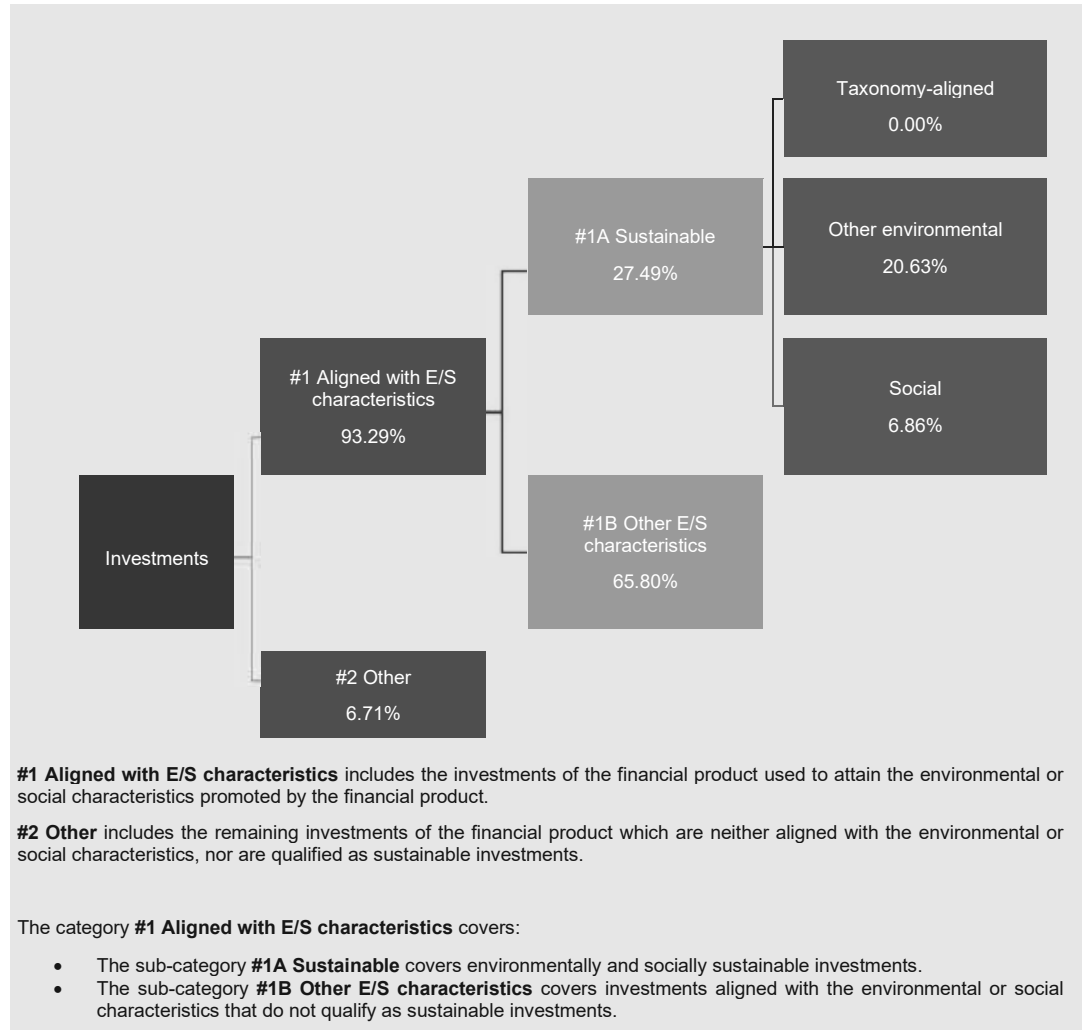 Taxonomy-aligned
0.00%
#1A Sustainable
27.49%
Other environmental
20.63%
#1 Aligned with E/S
characteristics
93.29%
Social
6.86%
Investments
#1B Other E/S
characteristics
65.80%
#2 Other
6.71%
#1 Aligned with E/S characteristics includes the investments of the financial product used to attain the environmental or
social characteristics promoted by the financial product.
#2 Other includes the remaining investments of the financial product which are neither aligned with the environmental or
social characteristics, nor are qualified as sustainable investments.
The category #1 Aligned with E/S characteristics covers:
• The sub-category #1A Sustainable covers environmentally and socially sustainable investments.
• The sub-category #1B Other E/S characteristics covers investments aligned with the environmental or social
characteristics that do not qualify as sustainable investments.